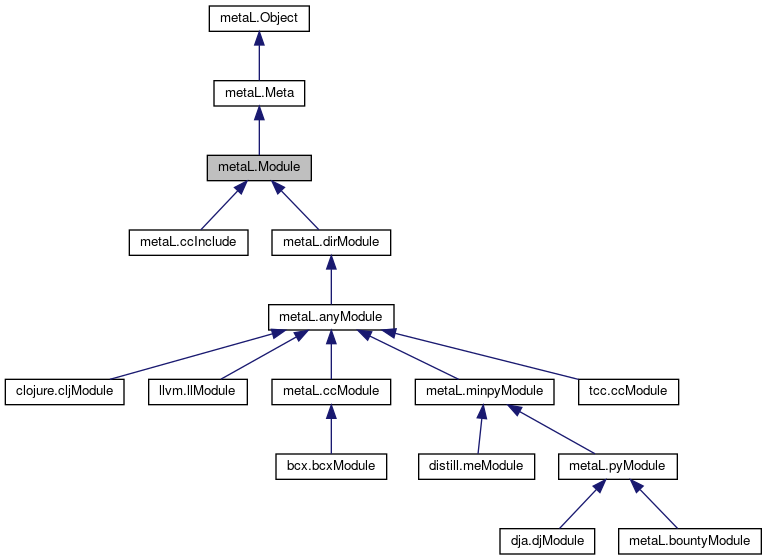 metaL.Object
metaL.Meta
metaL.Module
metaL.ccInclude
metaL.dirModule
metaL.anyModule
clojure.cljModule
llvm.llModule
metaL.ccModule
metaL.minpyModule
tcc.ccModule
bcx.bcxModule
distill.meModule
metaL.pyModule
dja.djModule
metaL.bountyModule